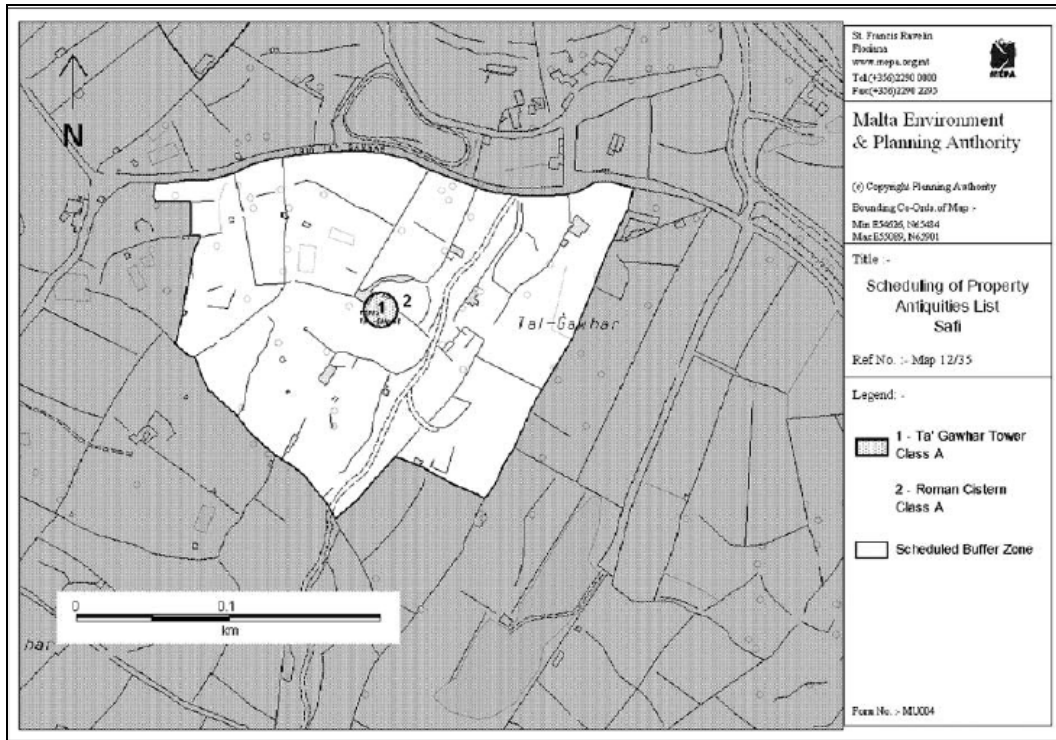 N
1
2
Tal-Gawhar
0 0.1
km
har
St. Francis Ravelin
Floriana
www.mepa.org.mt
Tel:(+356)2290 0000
Fax:(+356)2290 2295
MEPA
Malta Environment
& Planning Authority
(c) Copyright Planning Authority
Bounding Co-Ords. of Map :-
Min E54626, N65484
Max E55089, N65901
Title :-
Scheduling of Property
Antiquities List
Safi
Ref No. :- Map 12/35
Legend: -
1 - Ta' Gawhar Tower
Class A
2 - Roman Cistern
Class A
Scheduled Buffer Zone
Form No. :- MU004